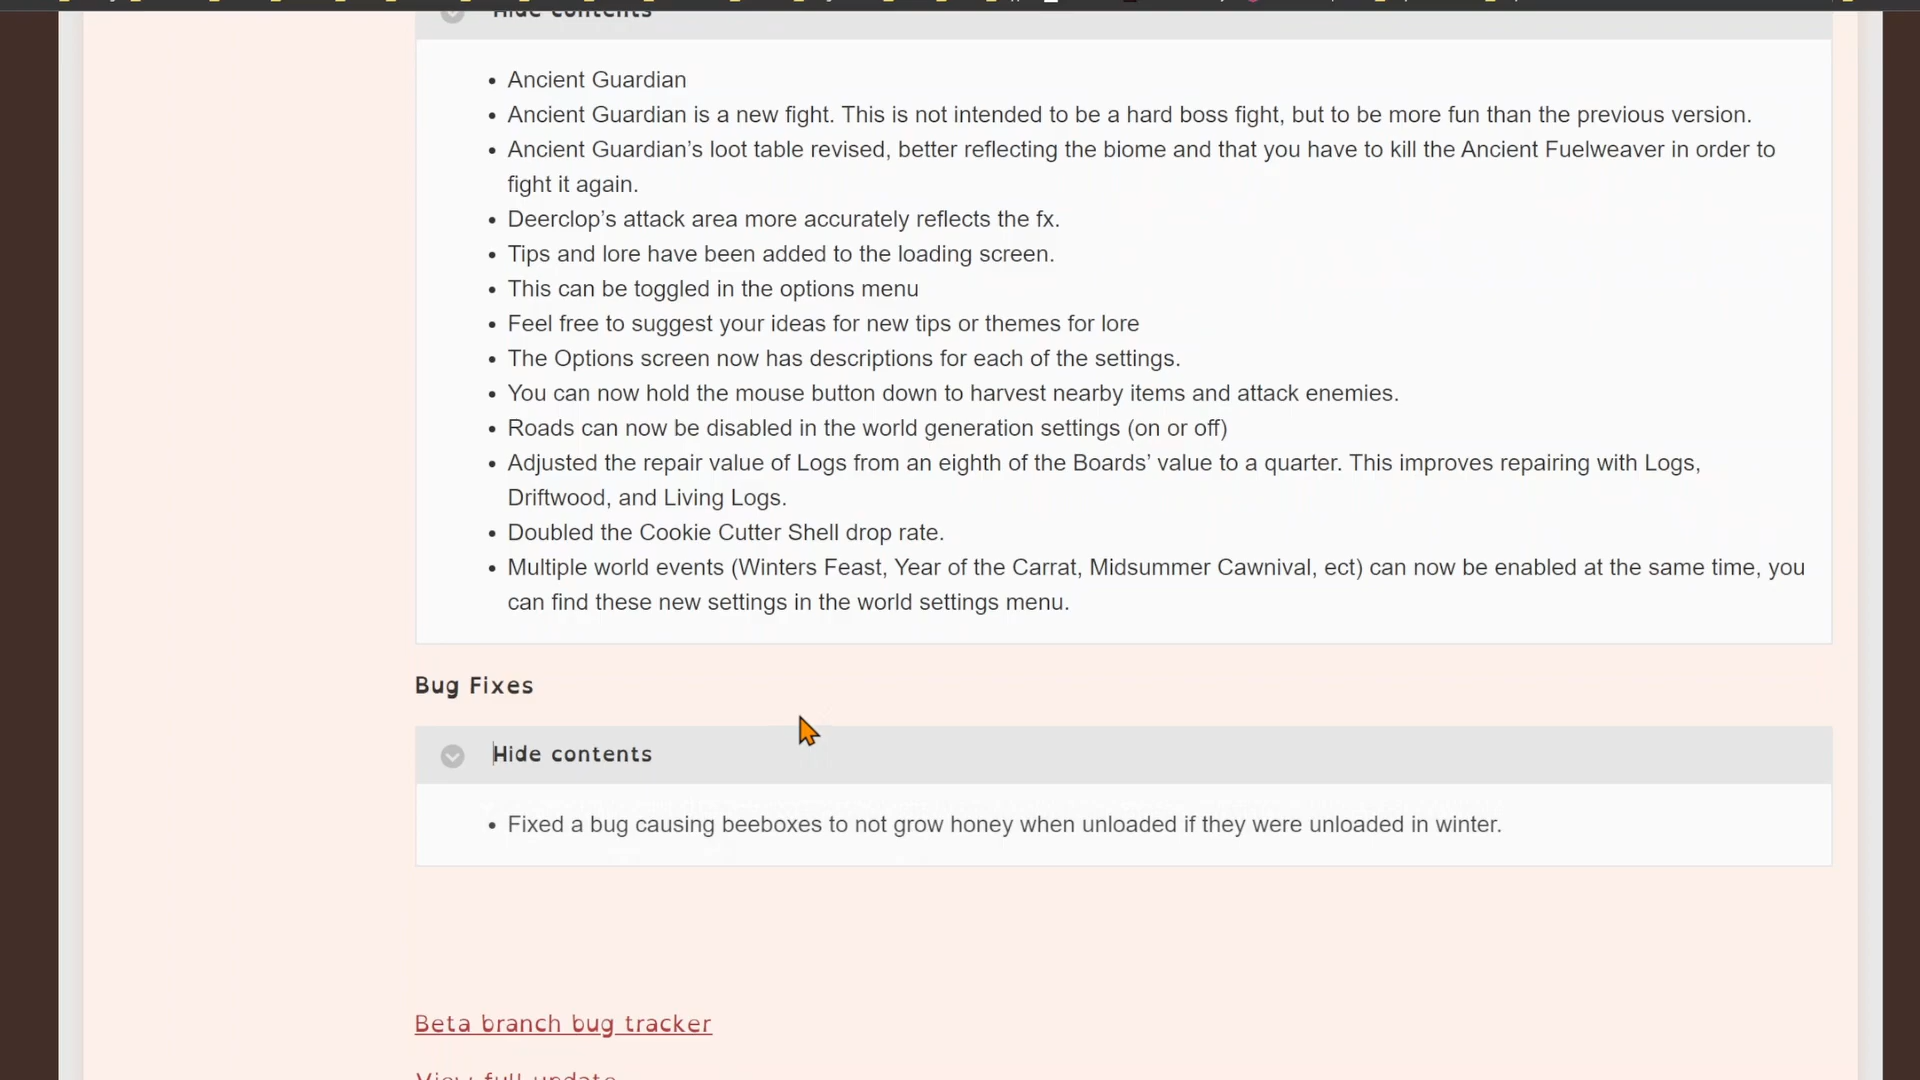 Hide contents
• Ancient Guardian
• Ancient Guardian is a new fight. This is not intended to be a hard boss fight, but to be more fun than the previous version.
• Ancient Guardian’s loot table revised, better reflecting the biome and that you have to kill the Ancient Fuelweaver in order to
fight it again.
• Deerclop’s attack area more accurately reflects the fx.
• Tips and lore have been added to the loading screen.
• This can be toggled in the options menu
• Feel free to suggest your ideas for new tips or themes for lore
• The Options screen now has descriptions for each of the settings.
• You can now hold the mouse button down to harvest nearby items and attack enemies.
• Roads can now be disabled in the world generation settings (on or off)
• Adjusted the repair value of Logs from an eighth of the Boards’ value to a quarter. This improves repairing with Logs,
Driftwood, and Living Logs.
• Doubled the Cookie Cutter Shell drop rate.
• Multiple world events (Winters Feast, Year of the Carrat, Midsummer Cawnival, ect) can now be enabled at the same time, you
can find these new settings in the world settings menu.
Bug Fixes
Hide contents
• Fixed a bug causing beeboxes to not grow honey when unloaded if they were unloaded in winter.
Beta branch bug tracker
View full update